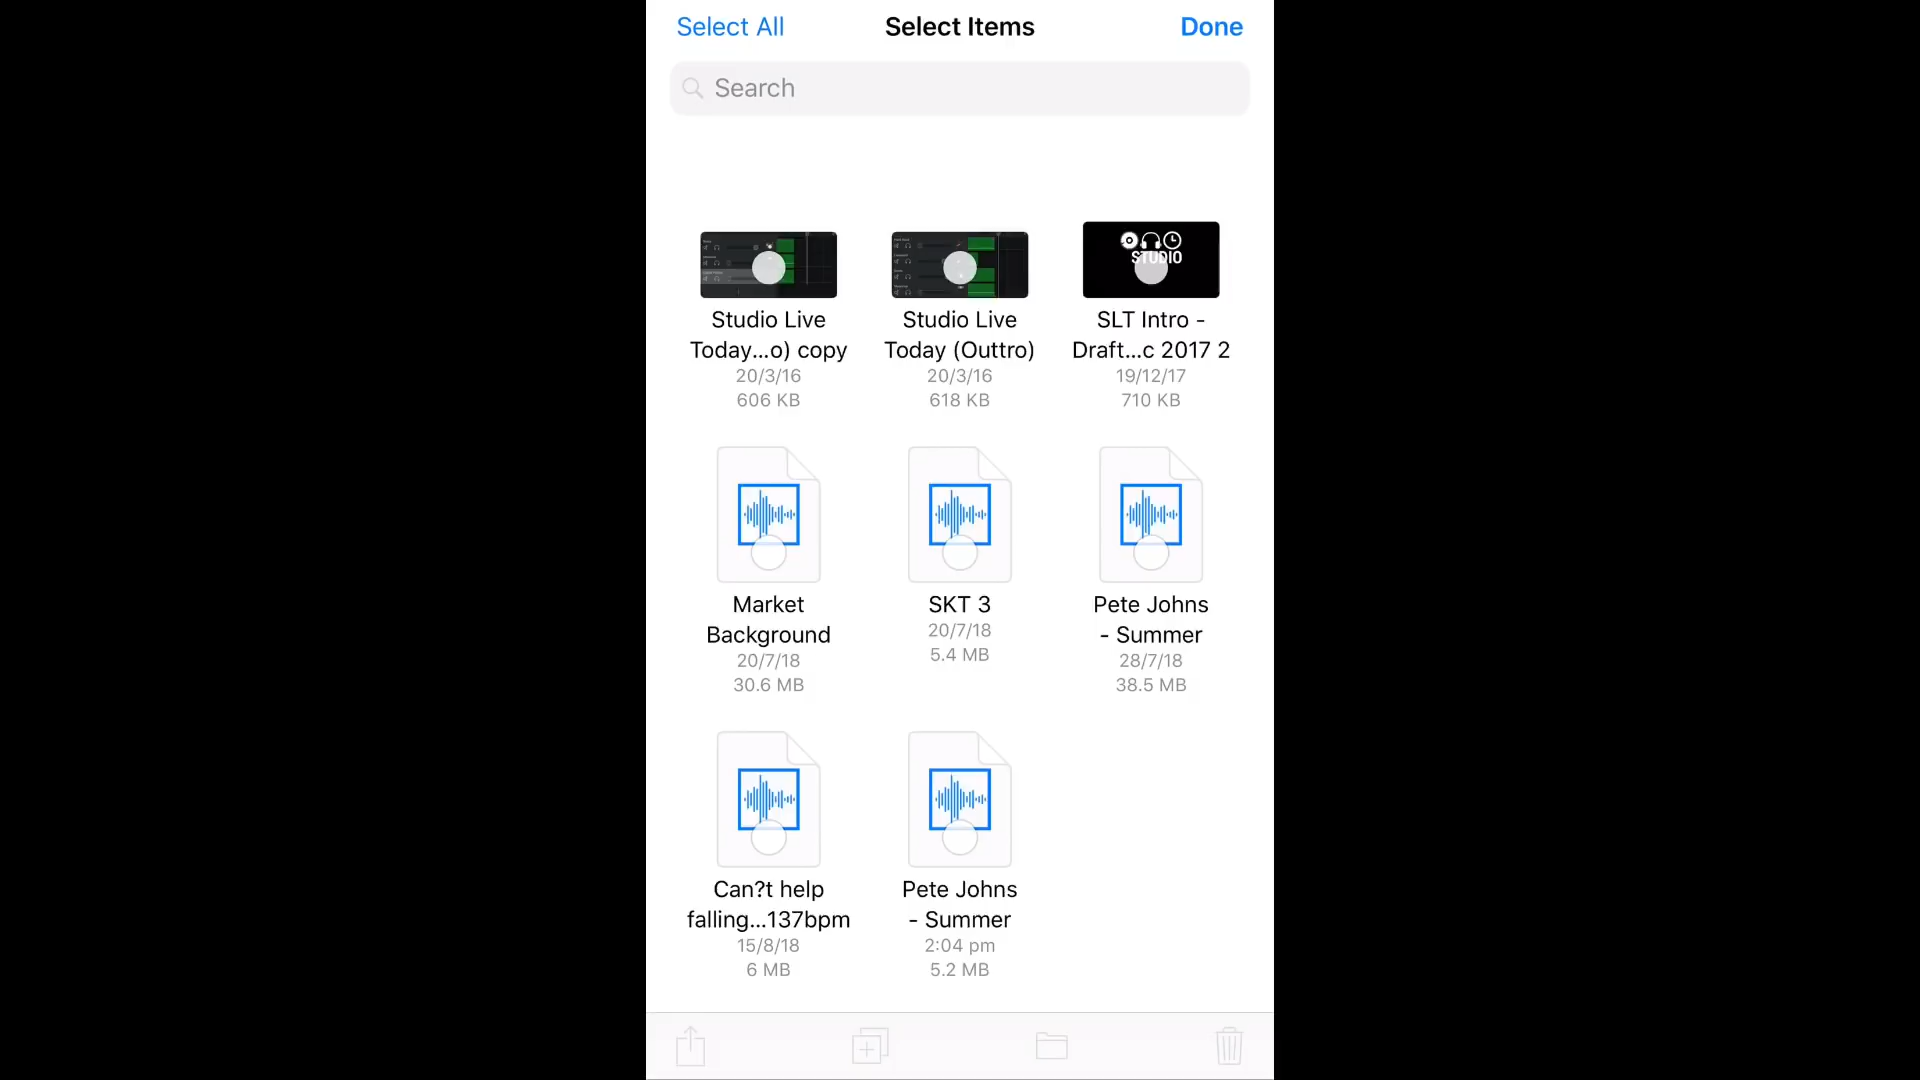 Select All
Select Items
Done
Search
STUDIO
Studio Live
Today...o) copy
20/3/16
606 KB
Studio Live
Today (Outtro)
20/3/16
618 KB
SLT Intro -
Draft...c 2017 2
19/12/17
710 KB
Market
Background
20/7/18
30.6 MB
SKT 3
20/7/18
5.4 MB
Pete Johns
- Summer
28/7/18
38.5 MB
Can?t help
falling...137bpm
15/8/18
6 MB
Pete Johns
- Summer
2:04 pm
5.2 MB